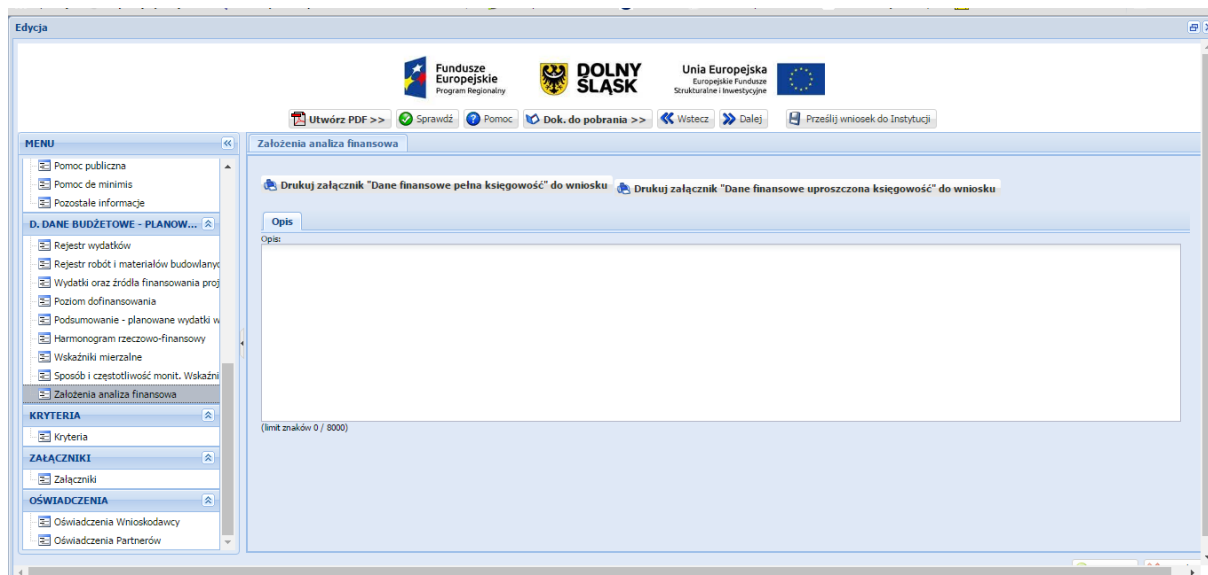 Edycja
Fundusze
Europejskie
Program Regionalny
DOLNY
ŚLĄSK
Unia Europejska
Europejskie Fundusze
Strukturalne i Inwestycyjne
Utwórz PDF >> Sprawdź Pomoc Dok. do pobrania >> Wstecz Dalej Prześlij wniosek do Instytucji
MENU
Pomoc publiczna
Pomoc de minimis
Pozostałe informacje
D. DANE BUDŻETOWE - PLANOW...
Rejestr wydatków
Rejestr robót i materiałów budowlanyc
Wydatki oraz źródła finansowania proj
Poziom dofinansowania
Podsumowanie - planowane wydatki w
Harmonogram rzeczowo-finansowy
Wskaźniki mierzalne
Sposób i częstotliwość monit. Wskaźni
Założenia analiza finansowa
KRYTERIA
Kryteria
ZAŁĄCZNIKI
Załączniki
OŚWIADCZENIA
Oświadczenia Wnioskodawcy
Oświadczenia Partnerów
Założenia analiza finansowa
Drukuj załącznik "Dane finansowe pełna księgowość" do wniosku
Drukuj załącznik "Dane finansowe uproszczona księgowość" do wniosku
Opis
Opis:
(limit znaków 0 / 8000)